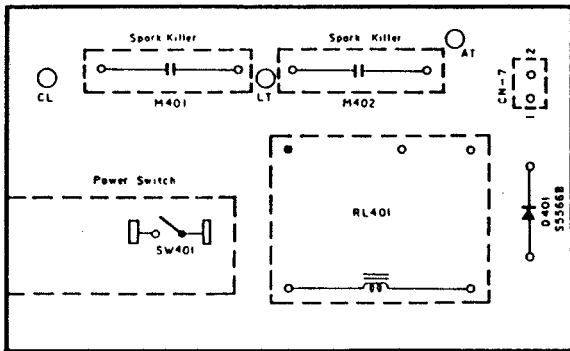 Spark Killer
Spark Killer
AT
CL
M401
LT
M402
CN-7
1 2
Power Switch
SW401
RL401
D401
S5566B